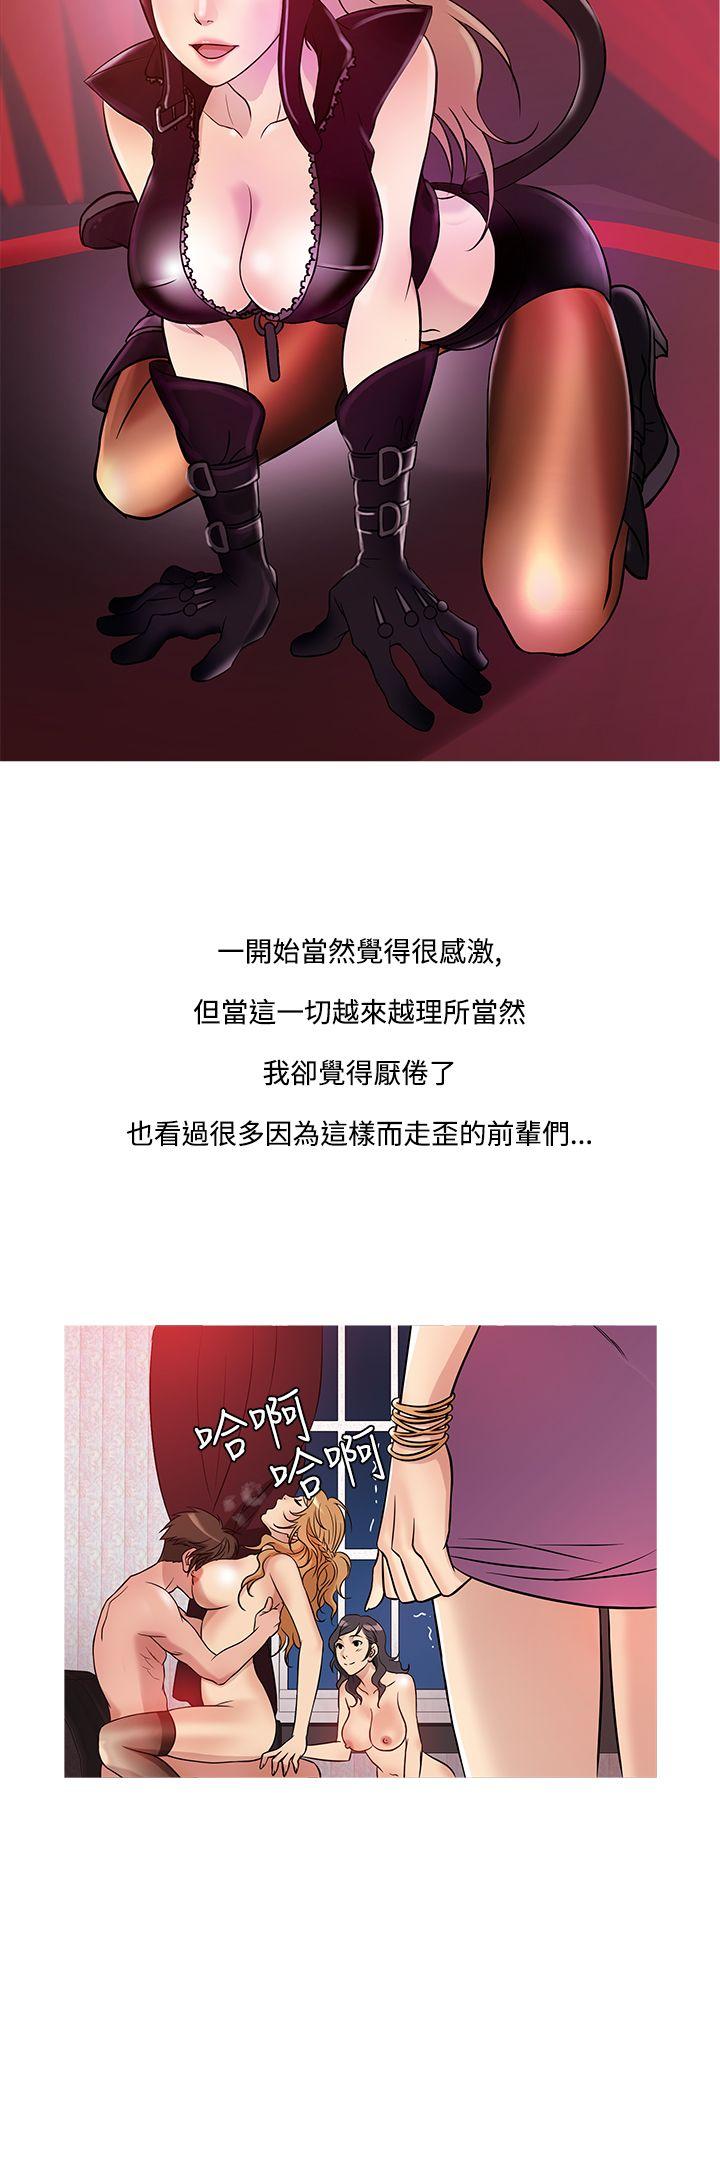 一開始當然覺得很感激,
但當這一切越來越理所當然
我卻覺得厭倦了
也看過很多因為這樣而走歪的前輩們...
哈啊
哈啊